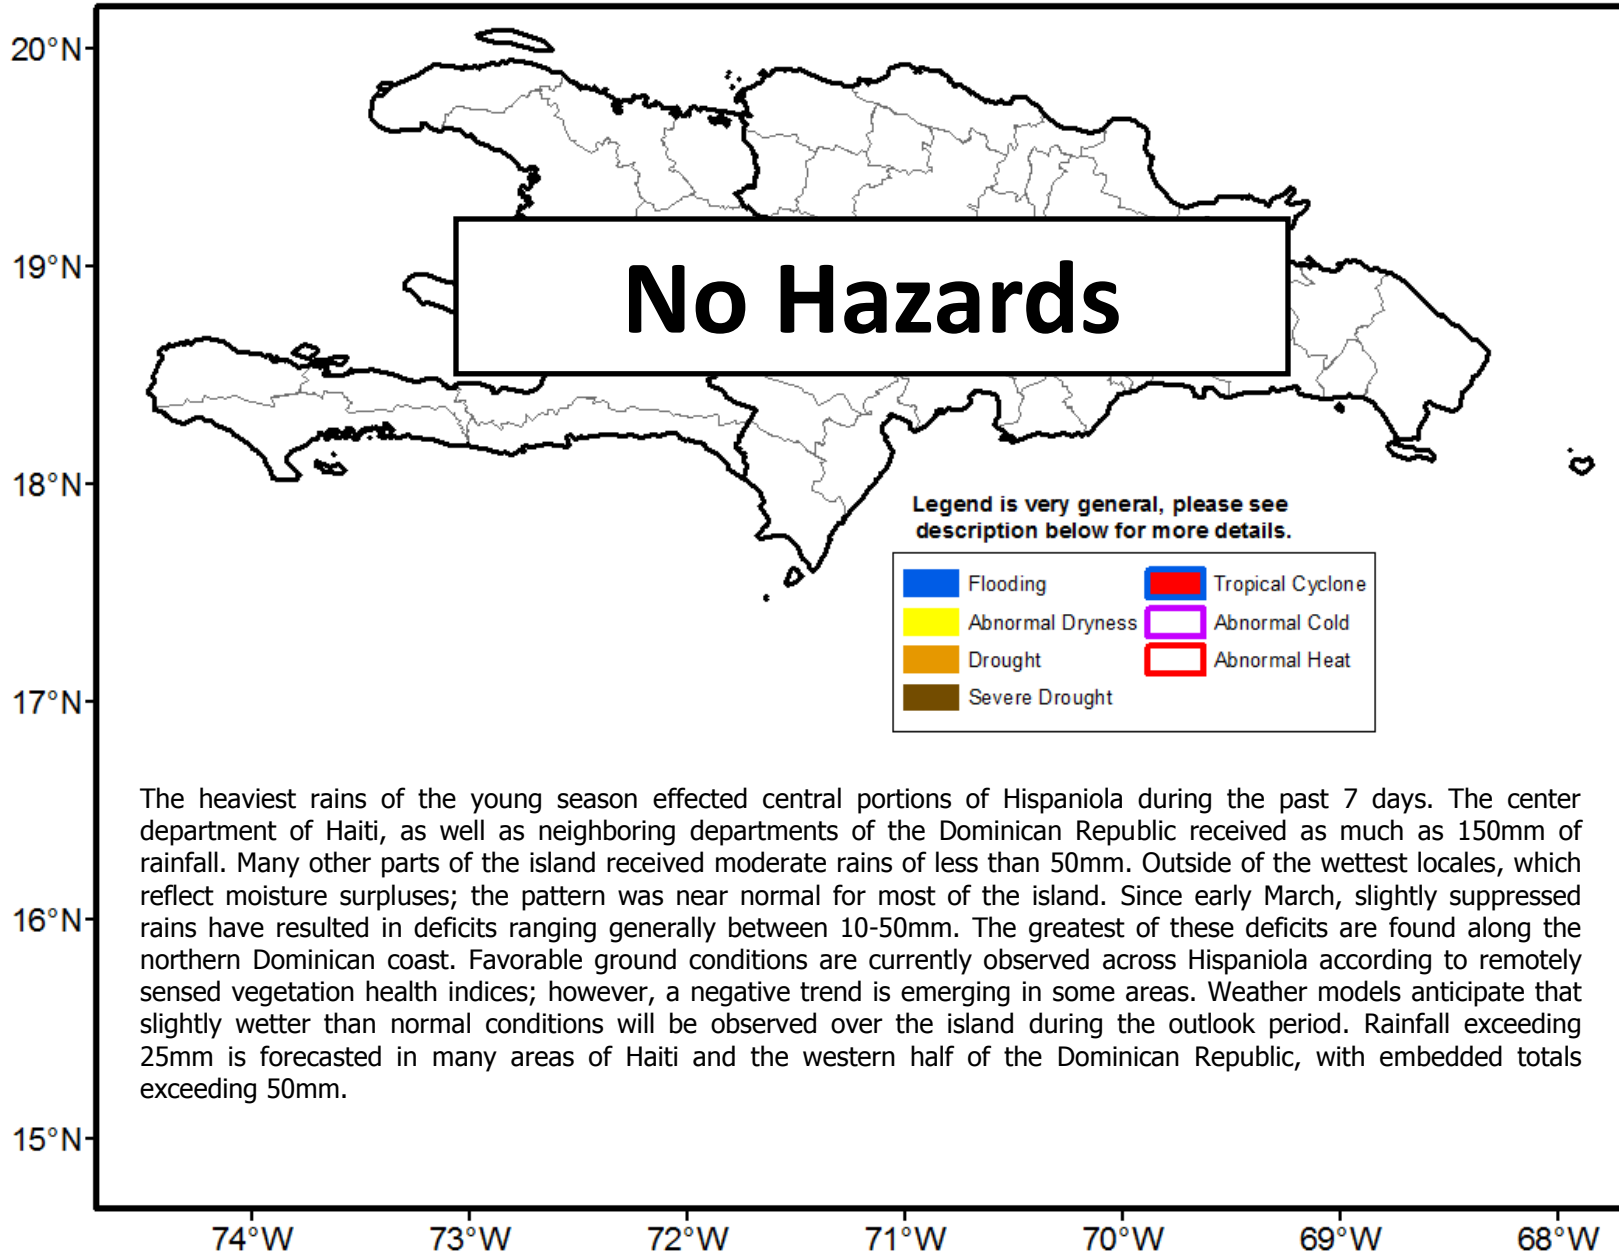 20°N
19°N
18°N
17°N
16°N
15°N
No Hazards
Legend is very general, please see
description below for more details.
Flooding
Tropical Cyclone
Abnormal Dryness
Abnormal Cold
Drought
Abnormal Heat
Severe Drought
The heaviest rains of the young season effected central portions of Hispaniola during the past 7 days. The center
department of Haiti, as well as neighboring departments of the Dominican Republic received as much as 150mm of
rainfall. Many other parts of the island received moderate rains of less than 50mm. Outside of the wettest locales, which
reflect moisture surpluses; the pattern was near normal for most of the island. Since early March, slightly suppressed
rains have resulted in deficits ranging generally between 10-50mm. The greatest of these deficits are found along the
northern Dominican coast. Favorable ground conditions are currently observed across Hispaniola according to remotely
sensed vegetation health indices; however, a negative trend is emerging in some areas. Weather models anticipate that
slightly wetter than normal conditions will be observed over the island during the outlook period. Rainfall exceeding
25mm is forecasted in many areas of Haiti and the western half of the Dominican Republic, with embedded totals
exceeding 50mm.
74°W
73°W
72°W
71°W
70°W
69°W
68°W